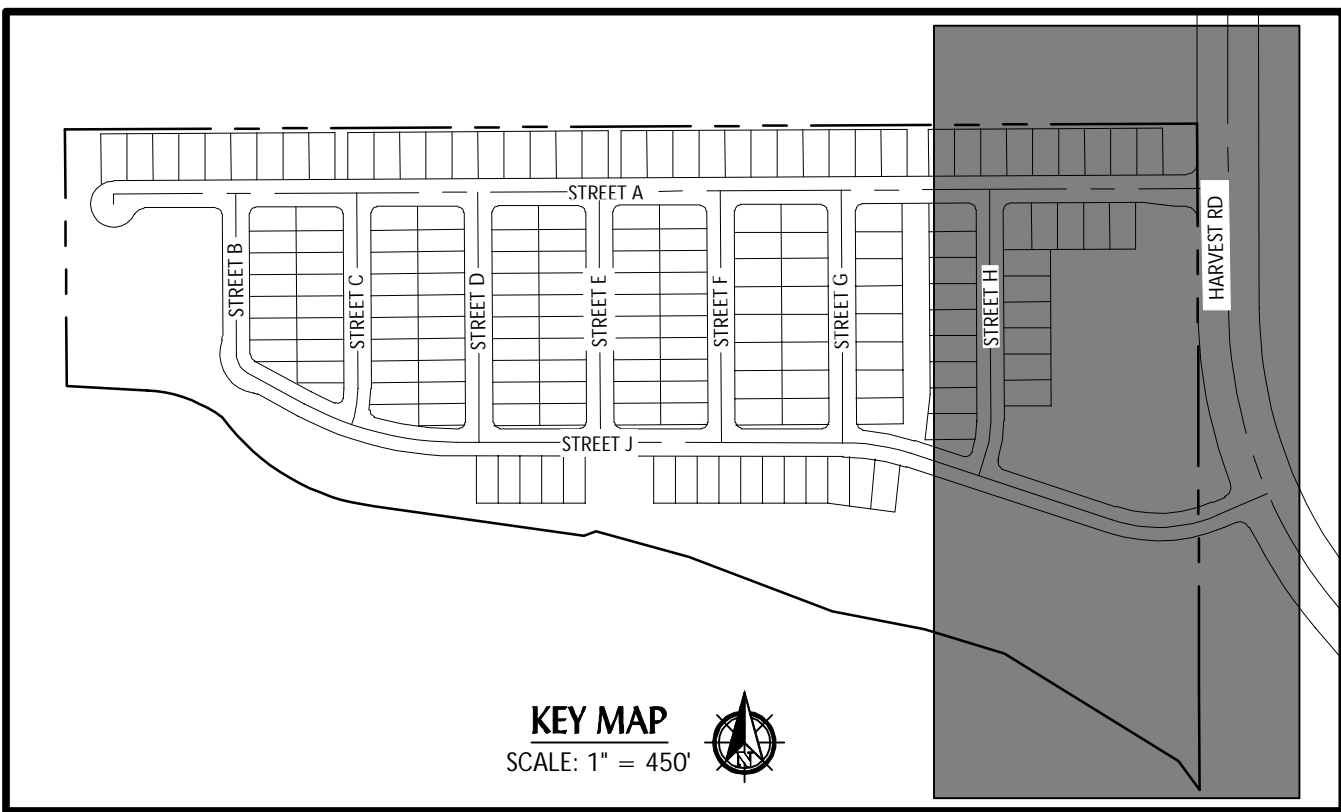 STREET A
STREET B
STREET C
STREET D
STREET E
STREET F
STREET G
STREET H
HARVEST RD
STREET J
KEY MAP
SCALE: 1" = 450'
N